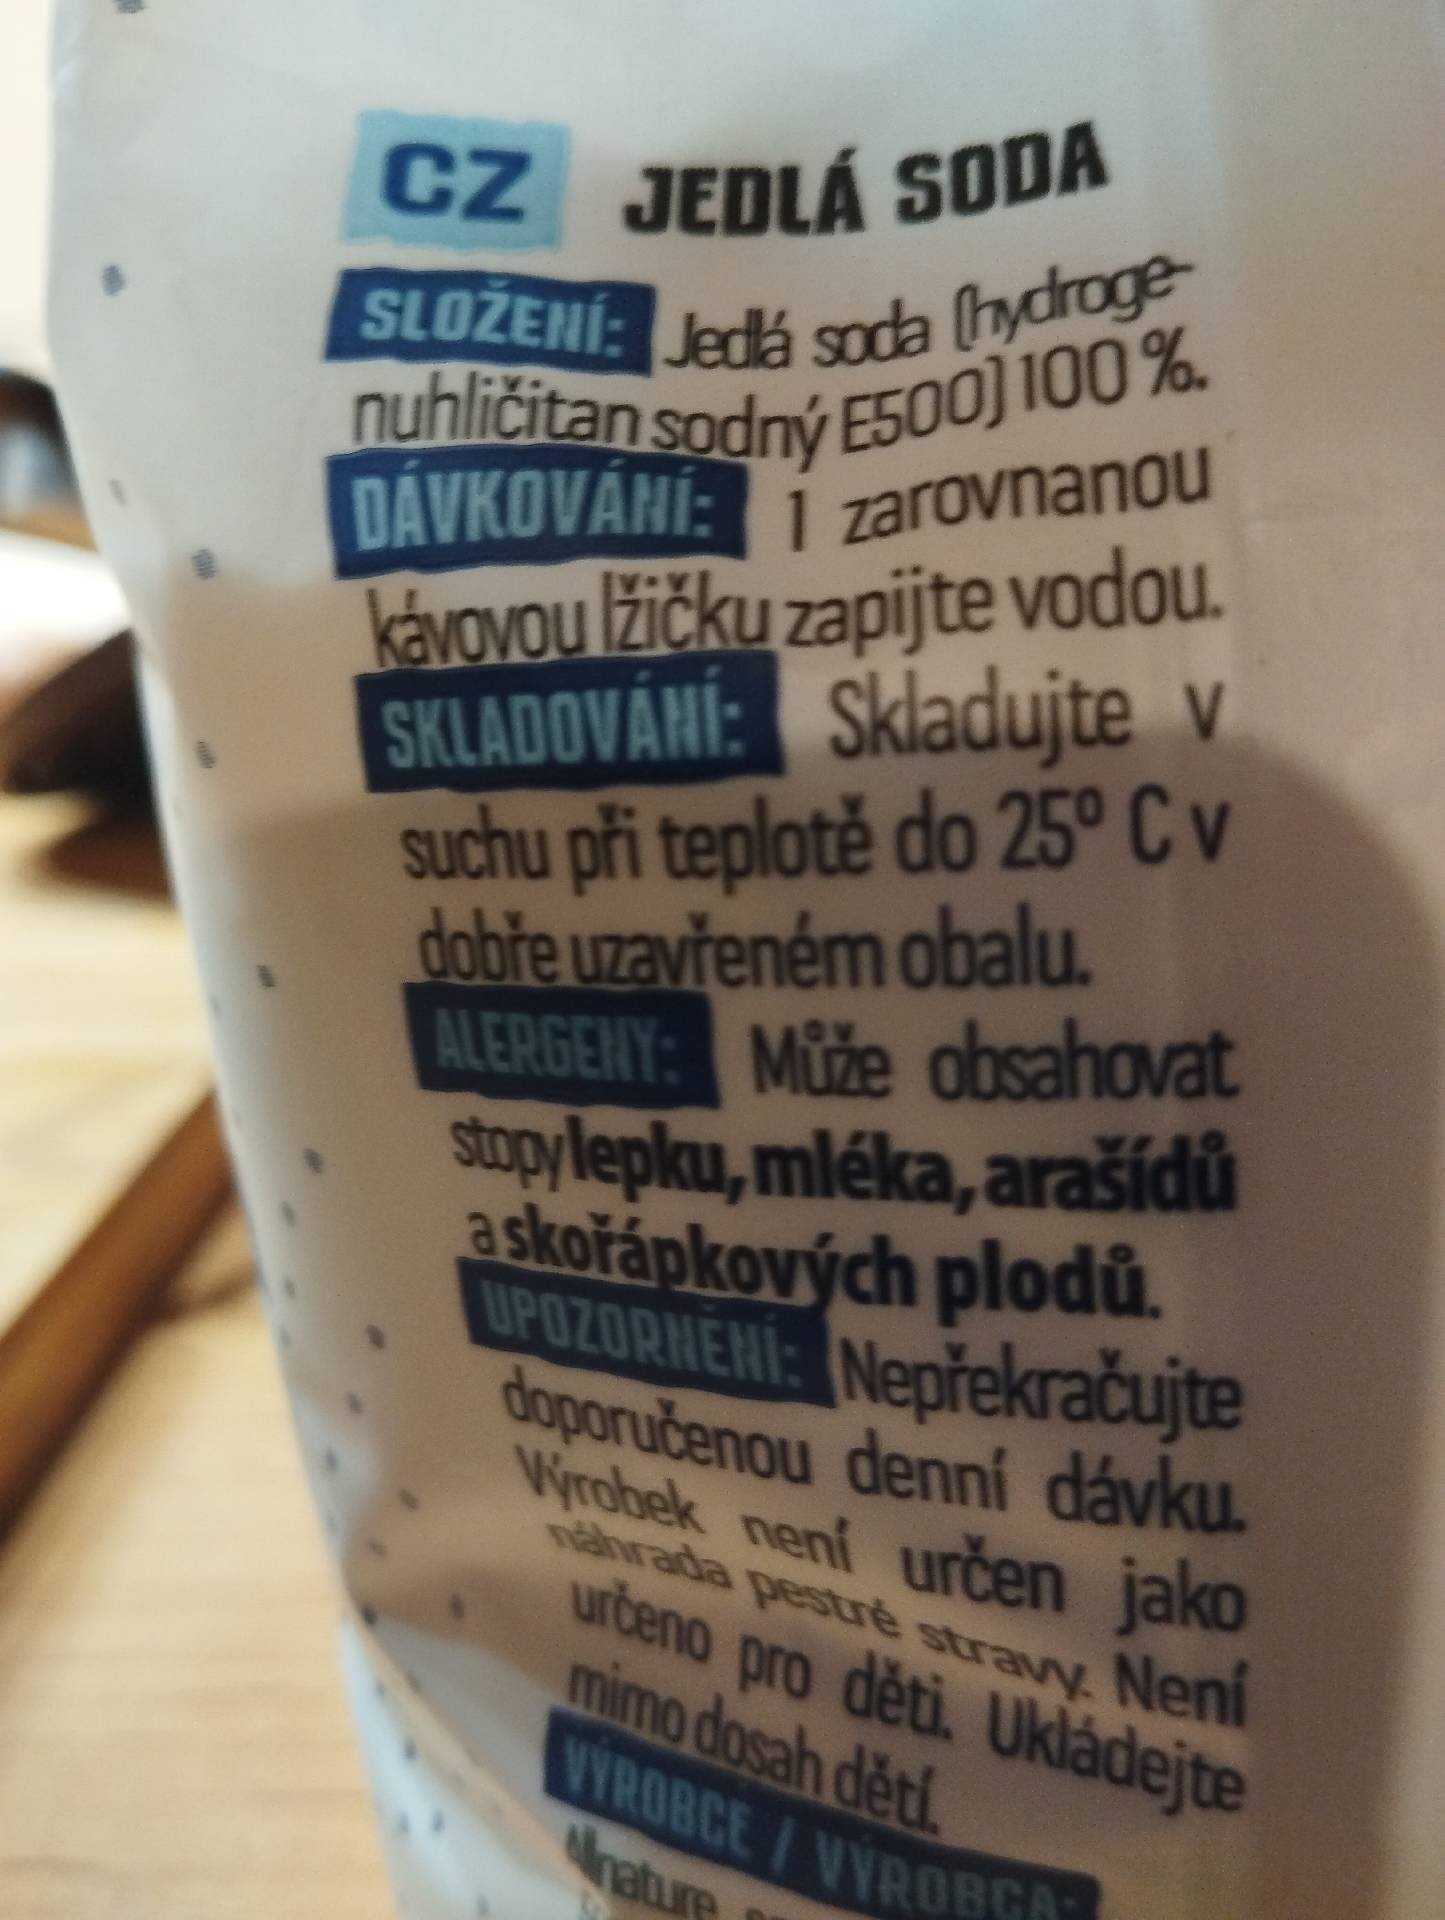 CZ JEDLÁ SODA
SLOŽENÍ: Jedlá soda (hydroge-
nuhličitan sodný E500) 100 %.
DÁVKOVÁNÍ: 1 zarovnanou
kávovou lžičku zapijte vodou.
SKLADOVÁNÍ: Skladujte v
suchu při teplotě do 25º C v
dobře uzavřeném obalu.
ALERGENY: Může obsahovat
stopy lepku, mléka, arašídů
a skořápkových plodů.
UPOZORNĚNÍ: Nepřekračujte
doporučenou denní dávku.
Výrobek není určen jako
náhrada pestré stravy. Není
určeno pro děti. Ukládejte
mimo dosah dětí.
VÝROBCE / VÝROBCA:
Allnature